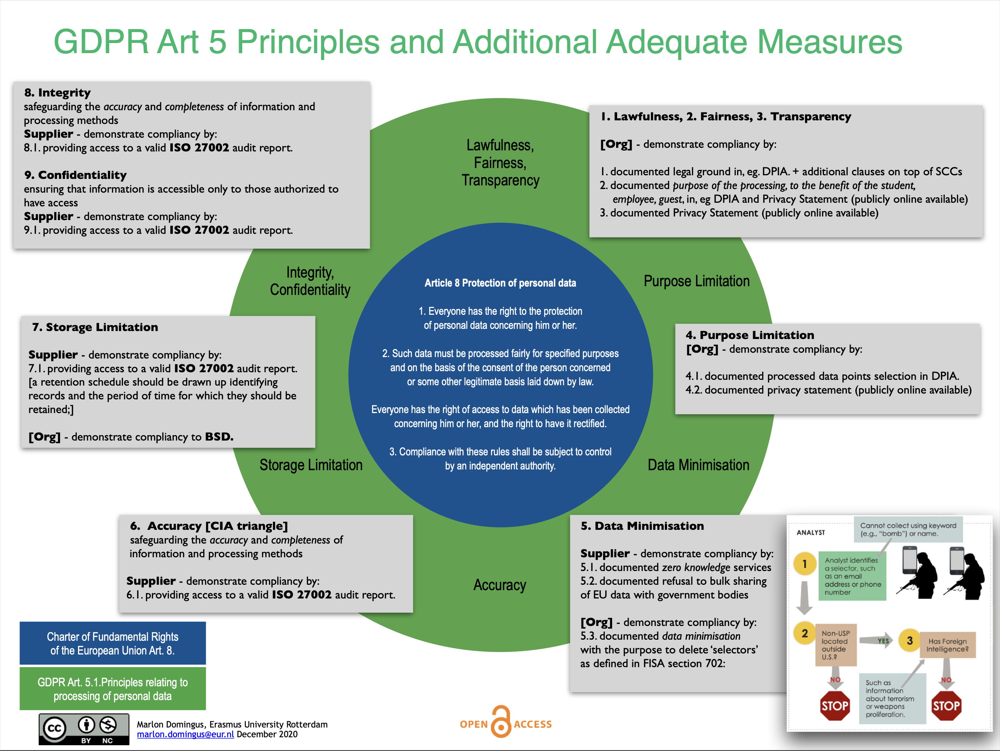 GDPR Art 5 Principles and Additional Adequate Measures
8. Integrity
safeguarding the accuracy and completeness of information and
processing methods
Supplier - demonstrate compliancy by:
8.1. providing access to a valid ISO 27002 audit report.
9. Confidentiality
ensuring that information is accessible only to those authorized to
have access
Supplier - demonstrate compliancy by:
9.1. providing access to a valid ISO 27002 audit report.
Lawfulness,
Fairness,
Transparency
1. Lawfulness, 2. Fairness, 3. Transparency
[Org] - demonstrate compliancy by:
1. documented legal ground in, eg. DPIA. + additional clauses on top of SCCs
2. documented purpose of the processing, to the benefit of the student,
employee, guest, in, eg DPIA and Privacy Statement (publicly online available)
3. documented Privacy Statement (publicly online available)
Integrity,
Confidentiality
Purpose Limitation
Article 8 Protection of personal data
1. Everyone has the right to the protection
of personal data concerning him or her.
2. Such data must be processed fairly for specified purposes
and on the basis of the consent of the person concerned
or some other legitimate basis laid down by law.
Everyone has the right of access to data which has been collected
concerning him or her, and the right to have it rectified.
3. Compliance with these rules shall be subject to control
by an independent authority.
7. Storage Limitation
Supplier - demonstrate compliancy by:
7.1. providing access to a valid ISO 27002 audit report.
[a retention schedule should be drawn up identifying
records and the period of time for which they should be
retained;]
[Org] - demonstrate compliancy to BSD.
4. Purpose Limitation
[Org] - demonstrate compliancy by:
4.1. documented processed data points selection in DPIA.
4.2. documented privacy statement (publicly online available)
Storage Limitation
Data Minimisation
6. Accuracy [CIA triangle]
safeguarding the accuracy and completeness of
information and processing methods
Supplier - demonstrate compliancy by:
6.1. providing access to a valid ISO 27002 audit report.
Accuracy
5. Data Minimisation
Supplier - demonstrate compliancy by:
5.1. documented zero knowledge services
5.2. documented refusal to bulk sharing
of EU data with government bodies
[Org] - demonstrate compliancy by:
5.3. documented data minimisation
with the purpose to delete ‘selectors’
as defined in FISA section 702:
ANALYST
Cannot collect using keyword
(e.g., “bomb”) or name.
1
Analyst identifies
a selector, such
as an email
address or phone
number
2
Non-USP
located
outside
U.S.?
YES
3
Has Foreign
Intelligence?
NO
NO
Such as
information
about terrorism
or weapons
proliferation.
STOP
STOP
Charter of Fundamental Rights
of the European Union Art. 8.
GDPR Art. 5.1.Principles relating to
processing of personal data
CC
BY NC
Marlon Domingus, Erasmus University Rotterdam
marlon.domingus@eur.nl December 2020
OPEN ACCESS